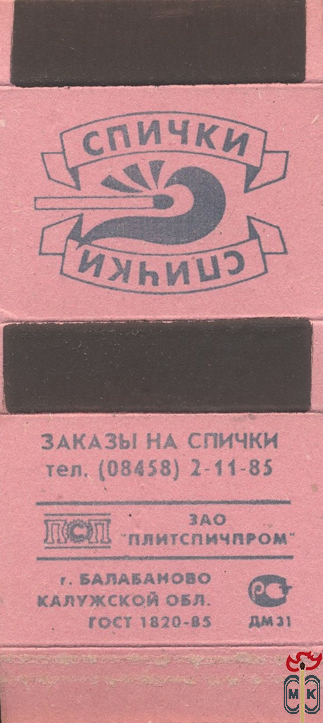 СПИЧКИ
СПИЧКИ
ЗАКАЗЫ НА СПИЧКИ
тел. (08458) 2-11-85
ПСП
ЗАО
"ПЛИТСПИЧПРОМ"
г. БАЛАБАНОВО
КАЛУЖСКОЙ ОБЛ.
ГОСТ 1820-85
РСТ
ДМ31
МК